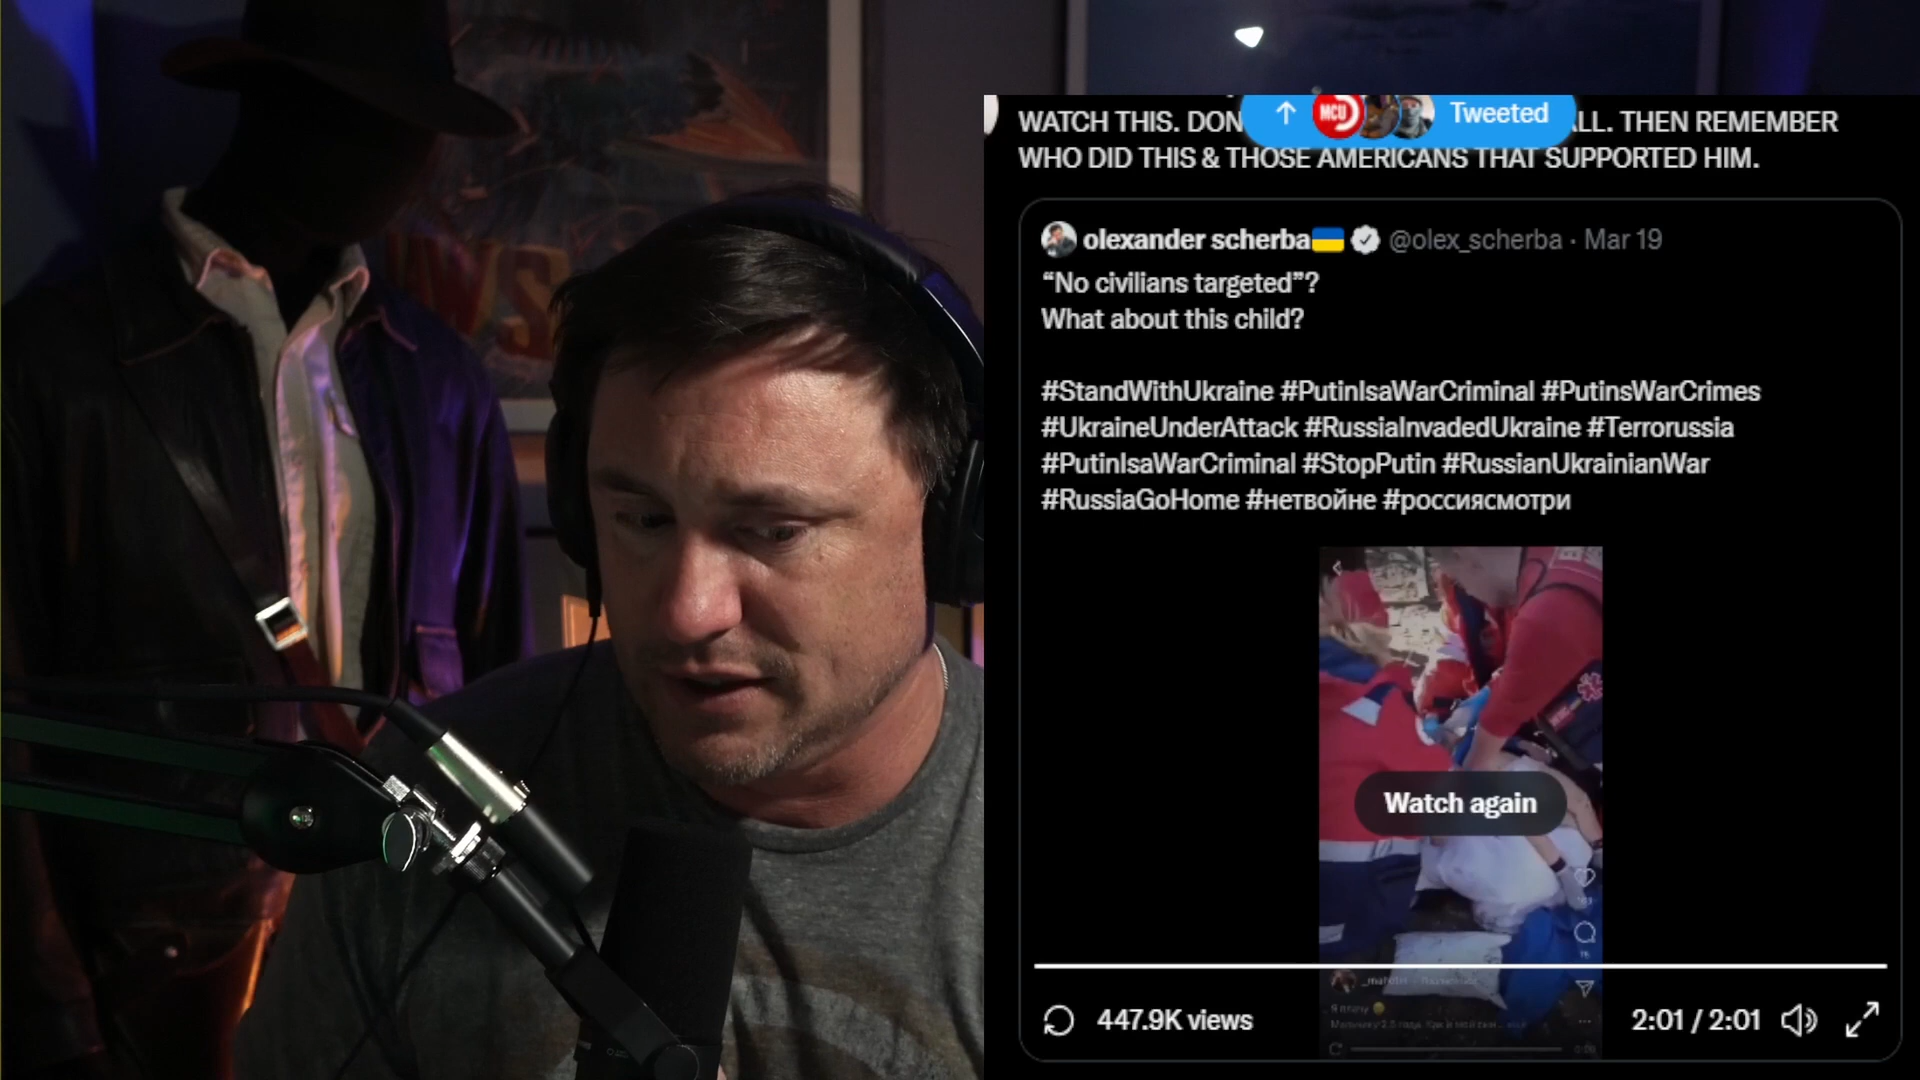 WATCH THIS. DON
MCU
Tweeted
LL. THEN REMEMBER
WHO DID THIS & THOSE AMERICANS THAT SUPPORTED HIM.
olexander scherba @olex_scherba · Mar 19
“No civilians targeted”?
What about this child?
#StandWithUkraine #PutinIsaWarCriminal #PutinsWarCrimes
#UkraineUnderAttack #RussiaInvadedUkraine #Terrorussia
#PutinIsaWarCriminal #StopPutin #RussianUkrainianWar
#RussiaGoHome #нетвойне #россиясмотри
Watch again
447.9K views
2:01 / 2:01